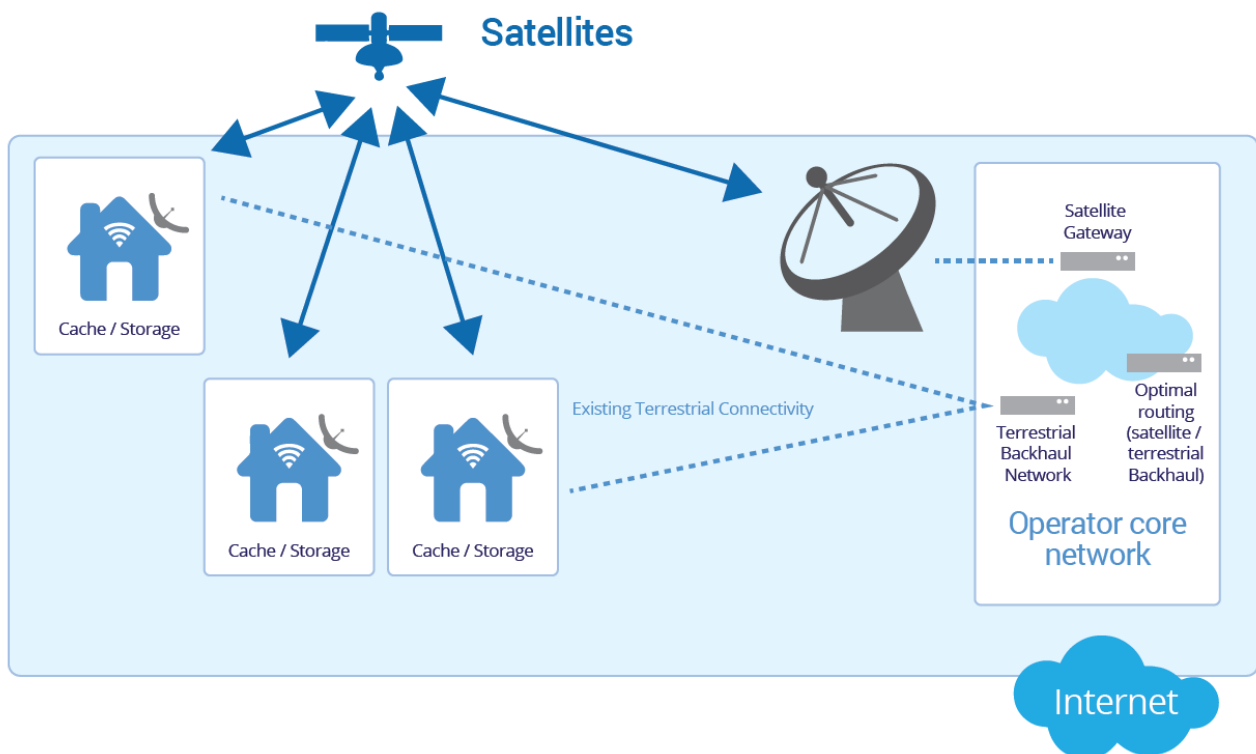 Satellites
Cache / Storage
Satellite
Gateway
Cache / Storage
Cache / Storage
Existing Terrestrial Connectivity
Terrestrial
Backhaul
Network
Optimal
routing
(satellite /
terrestrial
Backhaul)
Operator core
network
Internet